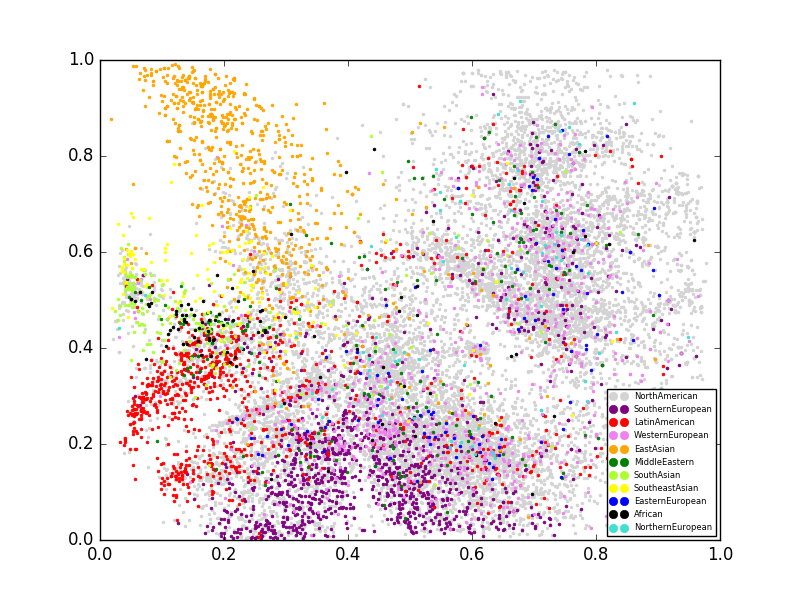 1.0
0.8
0.6
0.4
0.2
0.0
0.0 0.2 0.4 0.6 0.8 1.0
NorthAmerican
SouthernEuropean
LatinAmerican
WesternEuropean
EastAsian
MiddleEastern
SouthAsian
SoutheastAsian
EasternEuropean
African
NorthernEuropean